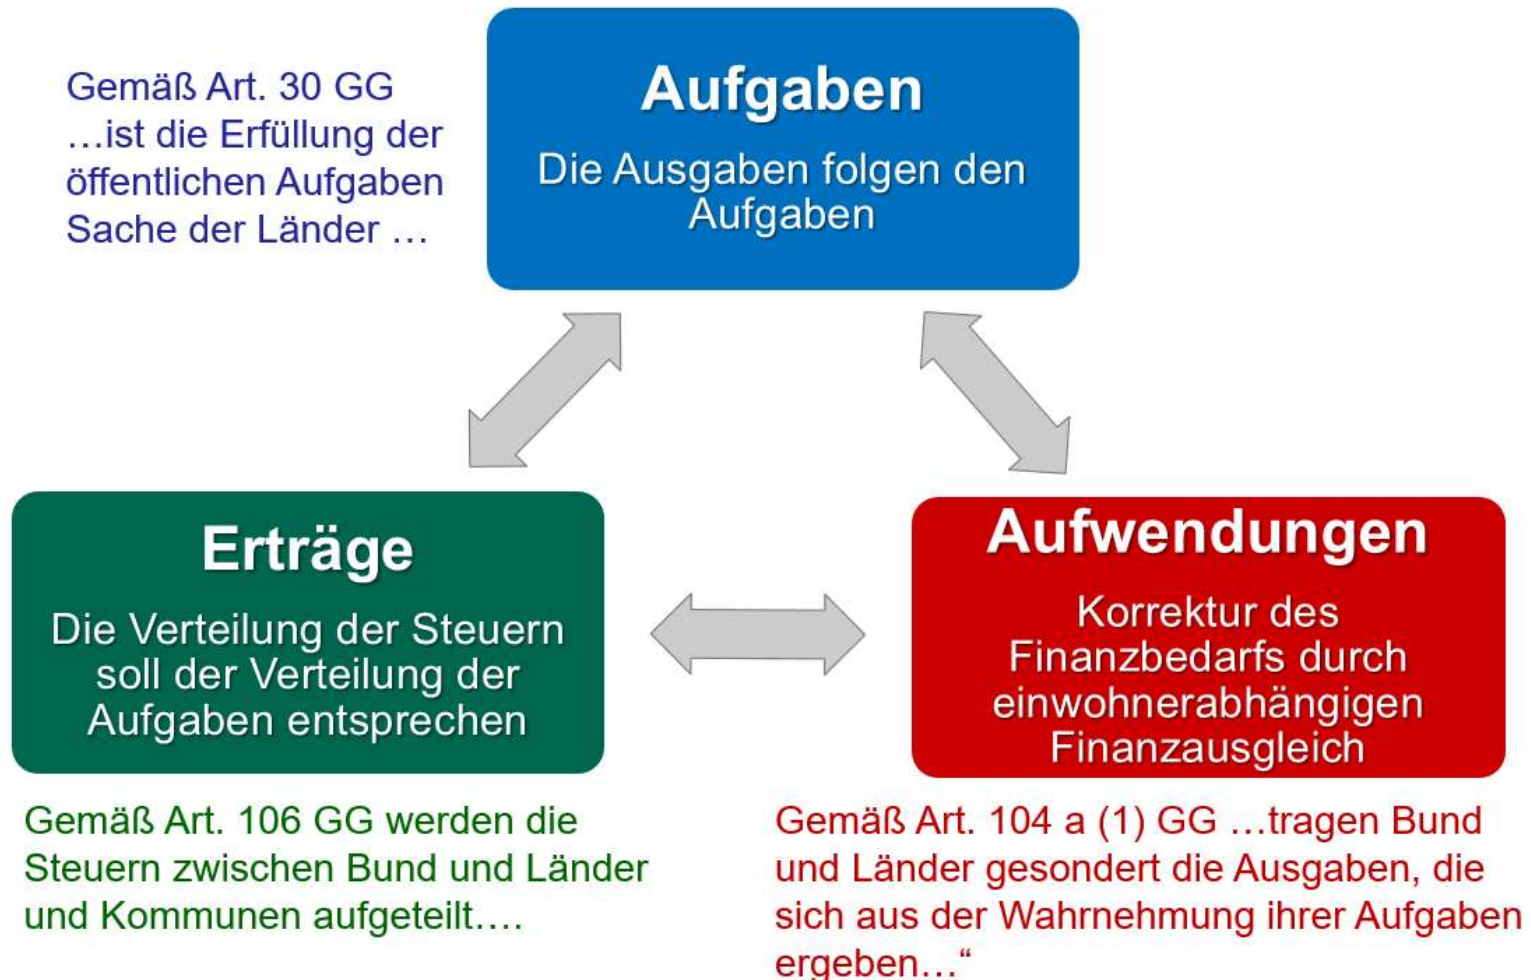 Gemäß Art. 30 GG
…ist die Erfüllung der
öffentlichen Aufgaben
Sache der Länder …
Aufgaben
Die Ausgaben folgen den
Aufgaben
Erträge
Die Verteilung der Steuern
soll der Verteilung der
Aufgaben entsprechen
Aufwendungen
Korrektur des
Finanzbedarfs durch
einwohnerabhängigen
Finanzausgleich
Gemäß Art. 106 GG werden die
Steuern zwischen Bund und Länder
und Kommunen aufgeteilt….
Gemäß Art. 104 a (1) GG …tragen Bund
und Länder gesondert die Ausgaben, die
sich aus der Wahrnehmung ihrer Aufgaben
ergeben…“